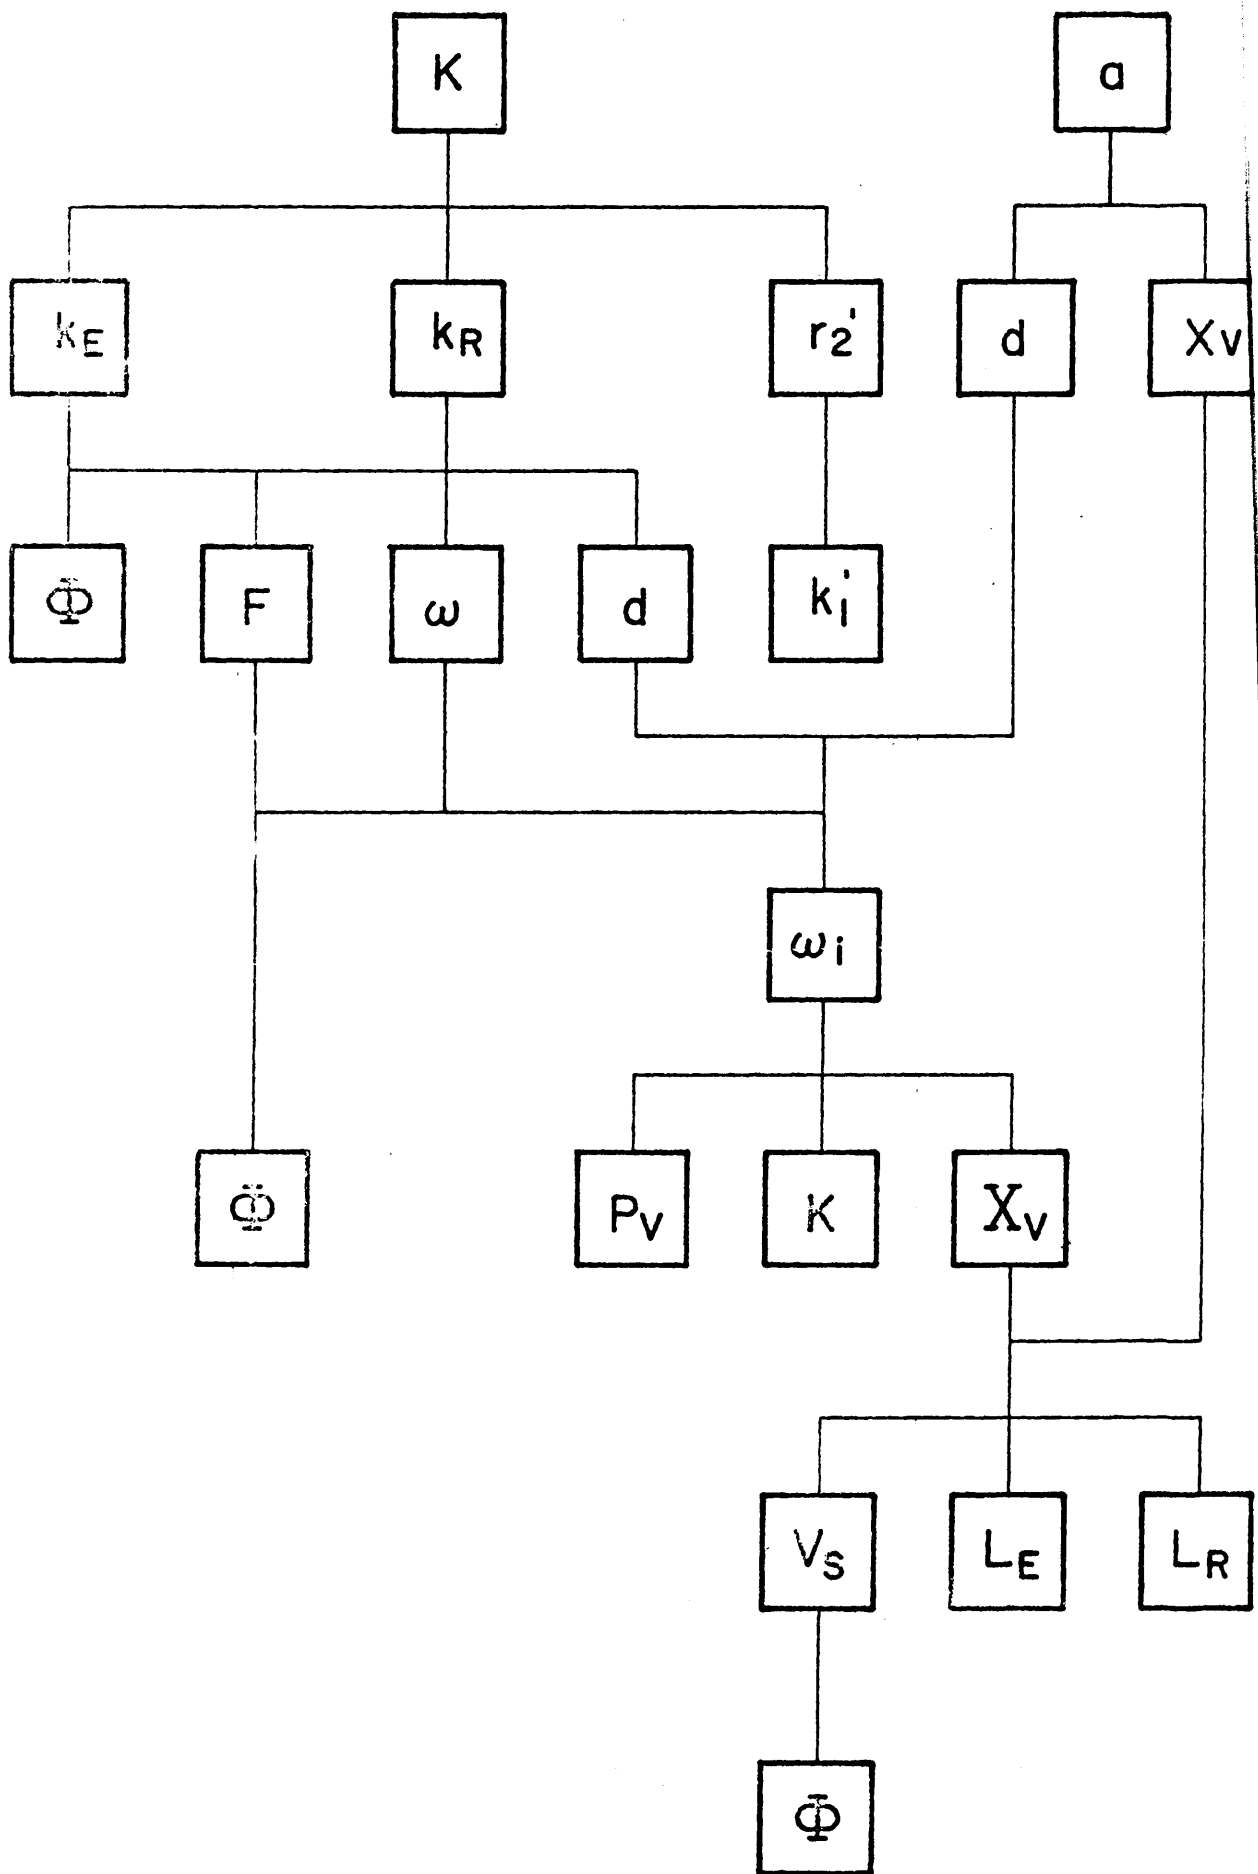 K a
kE kR r2' d XV
Φ F ω d k1'
ωi
Φ PV K XV
VS LE LR
Φ